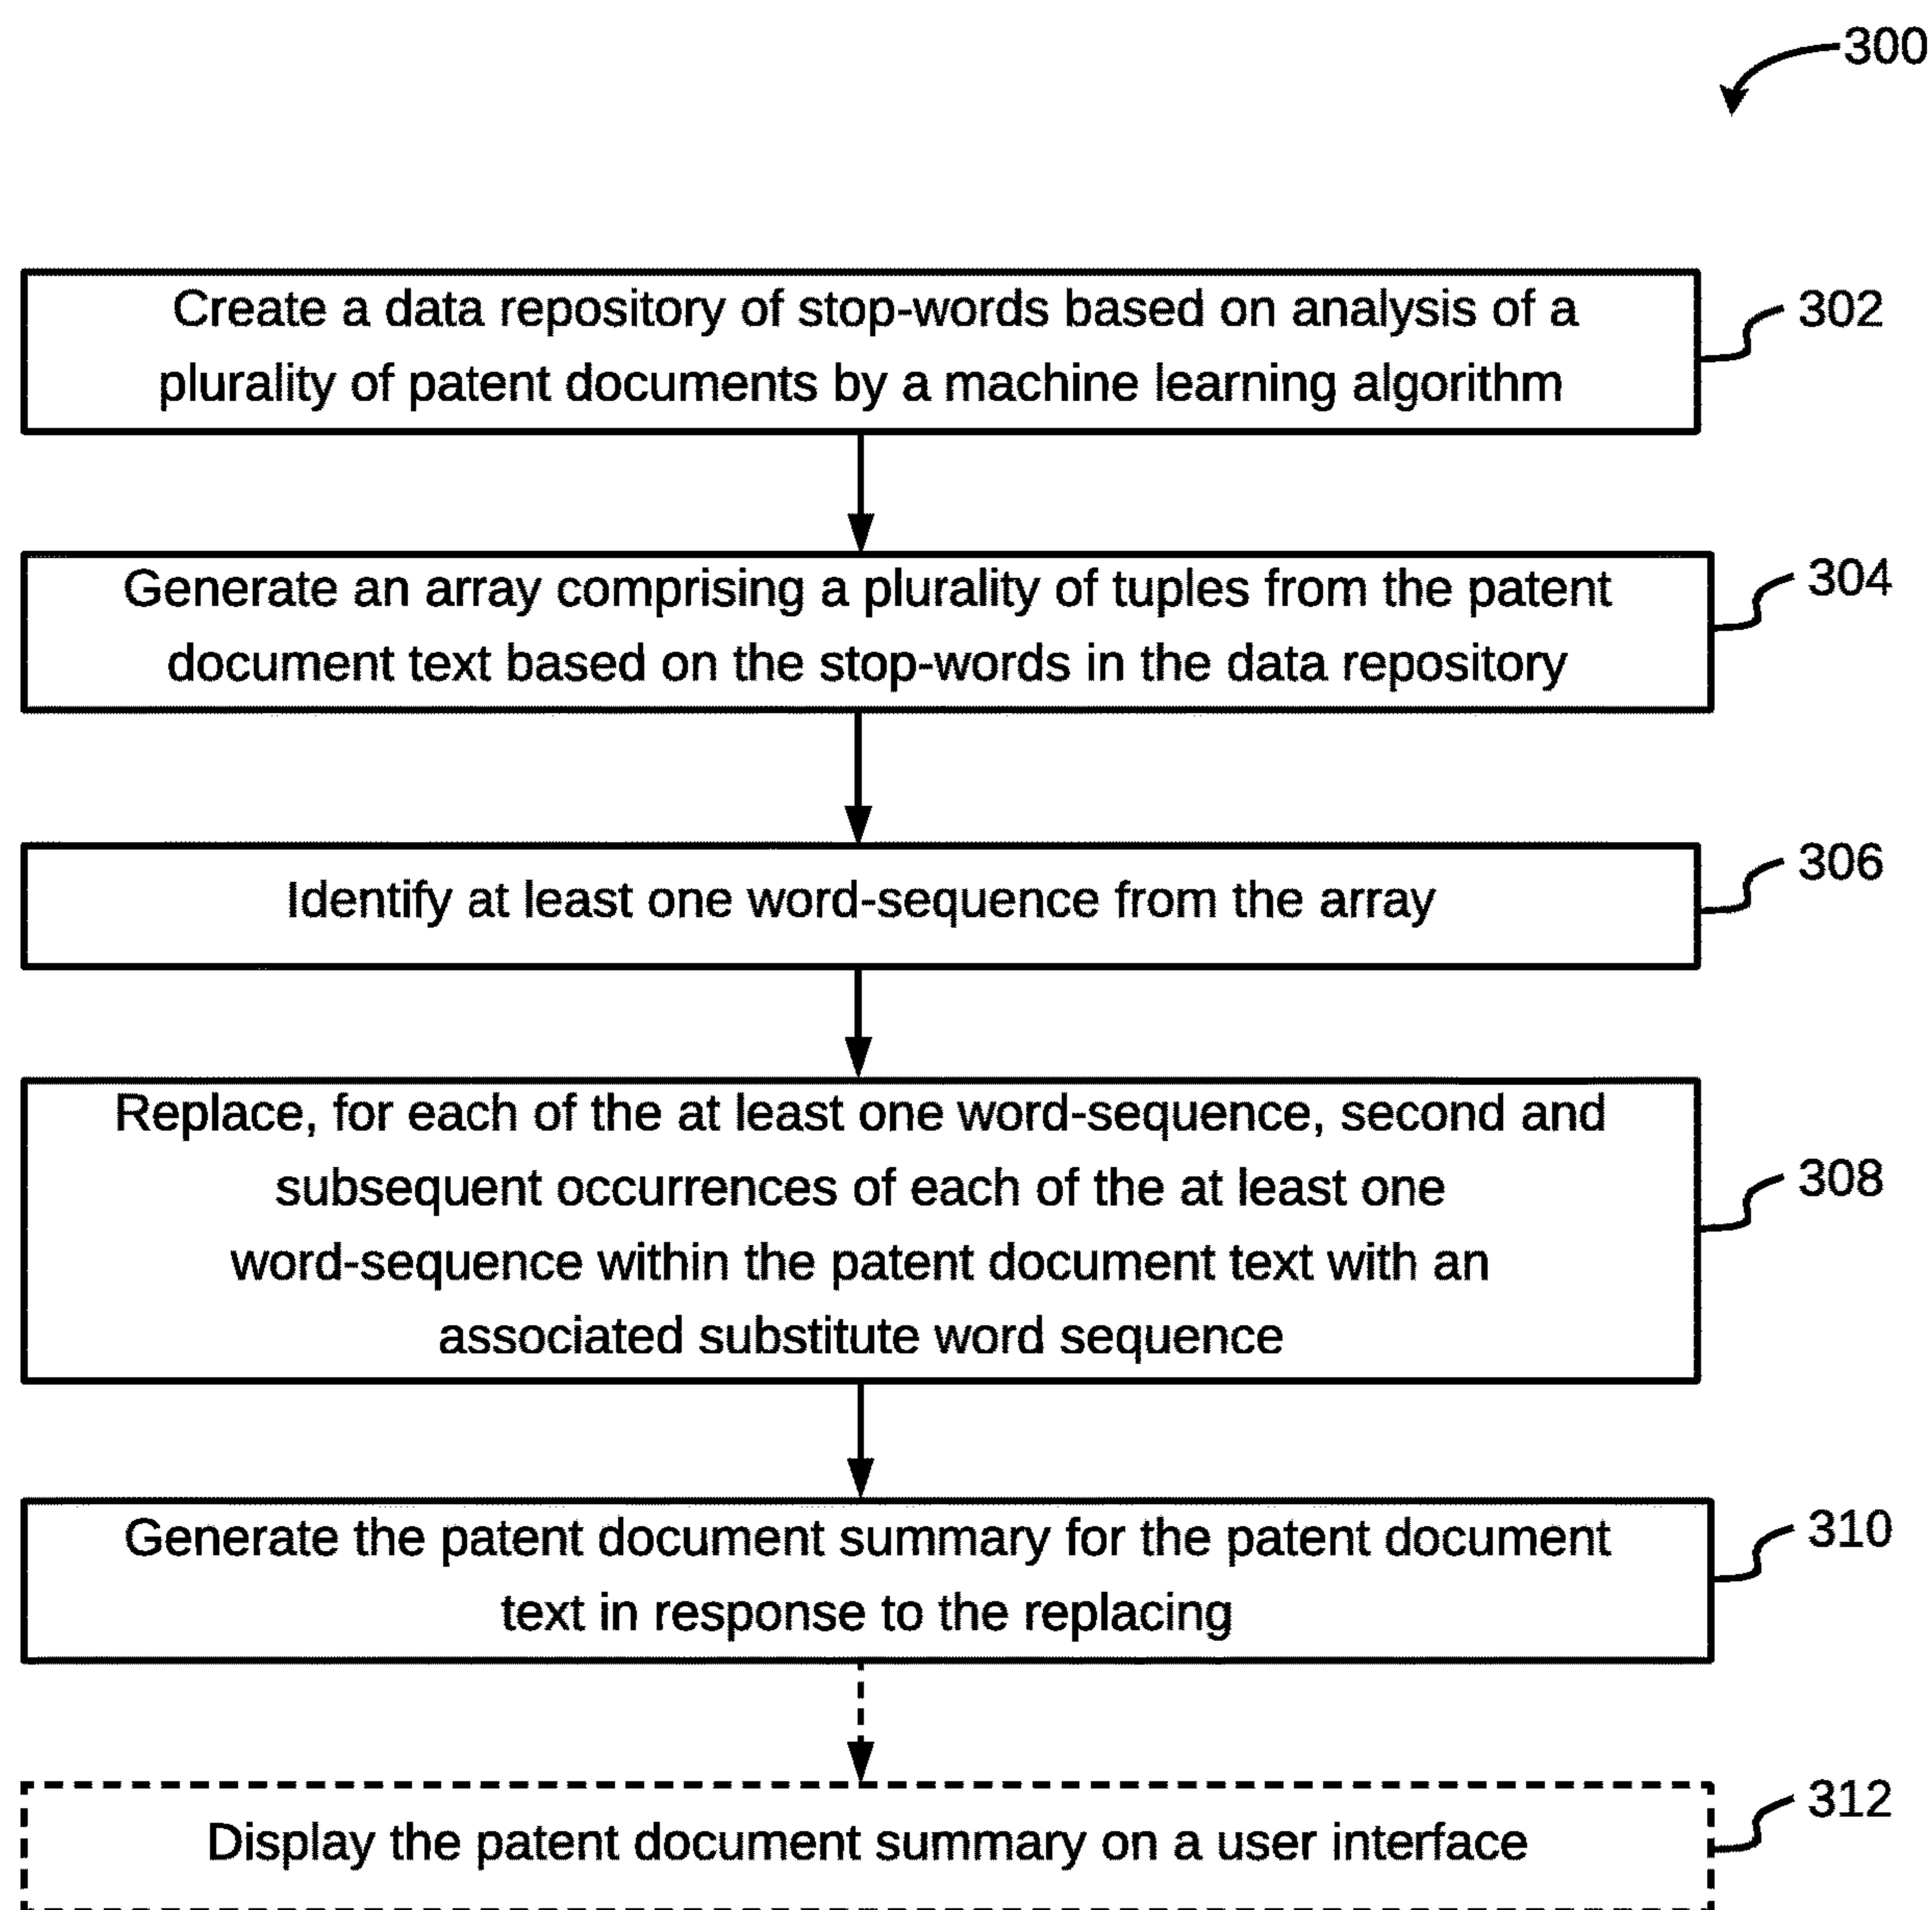 300
Create a data repository of stop-words based on analysis of a
plurality of patent documents by a machine learning algorithm
302
Generate an array comprising a plurality of tuples from the patent
document text based on the stop-words in the data repository
304
Identify at least one word-sequence from the array
306
Replace, for each of the at least one word-sequence, second and
subsequent occurrences of each of the at least one
word-sequence within the patent document text with an
associated substitute word sequence
308
Generate the patent document summary for the patent document
text in response to the replacing
310
Display the patent document summary on a user interface
312